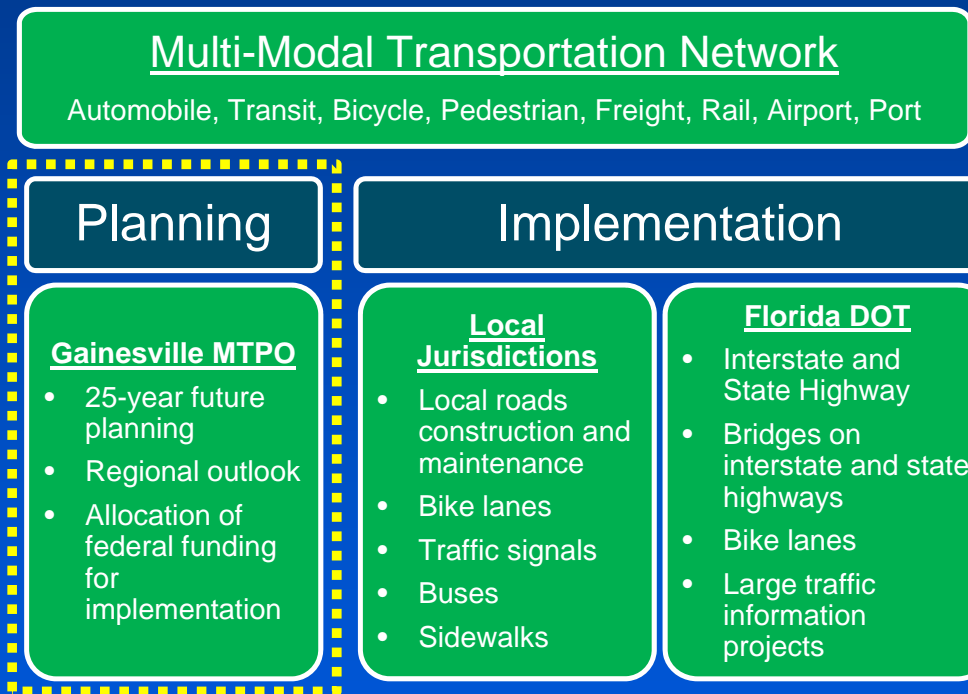 Multi-Modal Transportation Network
Automobile, Transit, Bicycle, Pedestrian, Freight, Rail, Airport, Port
Planning
Implementation
Gainesville MTPO
• 25-year future
planning
• Regional outlook
• Allocation of
federal funding
for
implementation
Local
Jurisdictions
• Local roads
construction and
maintenance
• Bike lanes
• Traffic signals
• Buses
• Sidewalks
Florida DOT
• Interstate and
State Highway
• Bridges on
interstate and state
highways
• Bike lanes
• Large traffic
information
projects